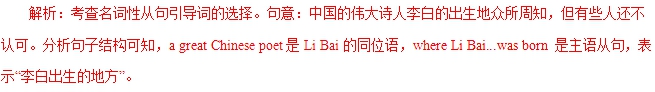 解析：考查名词性从句引导词的选择。句意：中国的伟大诗人李白的出生地众所周知，但有些人还不
认可。分析句子结构可知，a great Chinese poet 是 Li Bai 的同位语，where Li Bai...was born 是主语从句，表
示“李白出生的地方”。